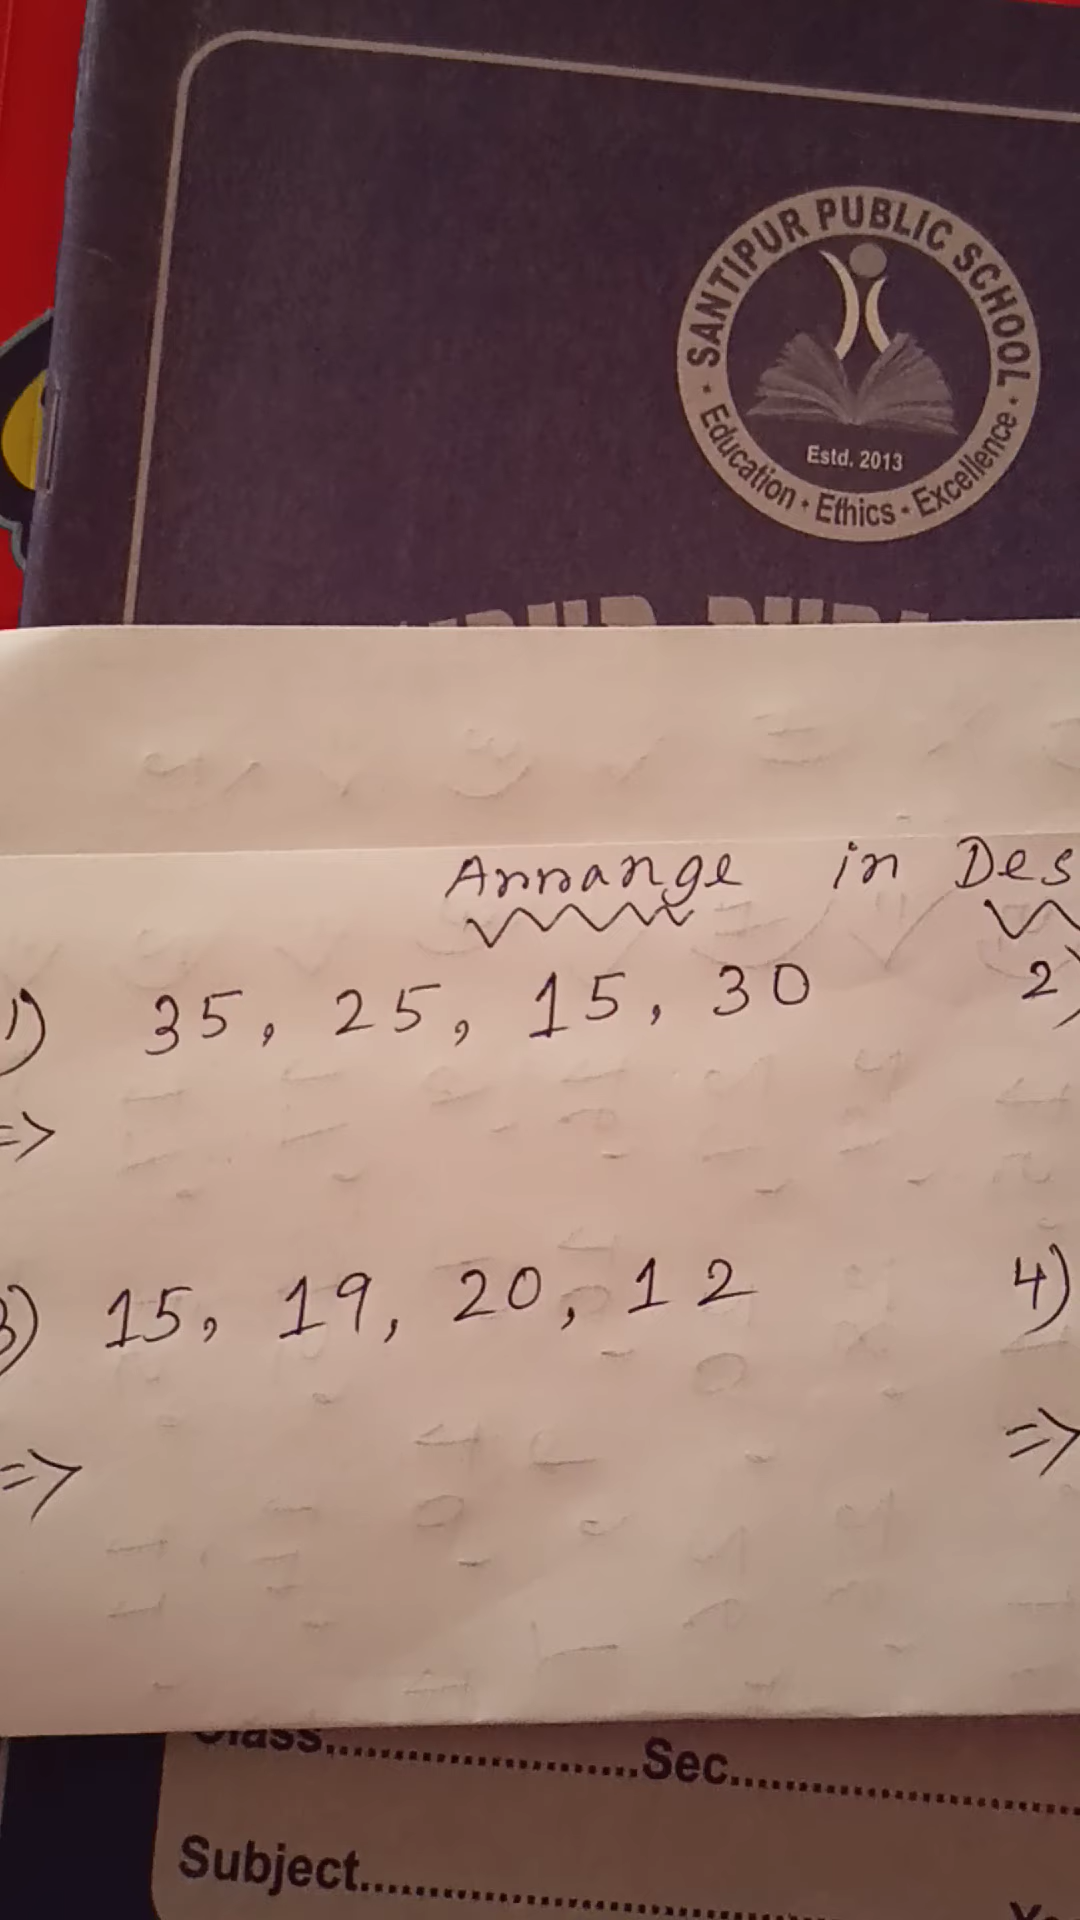 SANTIPUR PUBLIC SCHOOL
Education • Ethics • Excellence
Estd. 2013
Arrange in Des
1) 35, 25, 15, 30 2)
=>
3) 15, 19, 20, 12 4)
=> =>
Class....................Sec....................
Subject....................